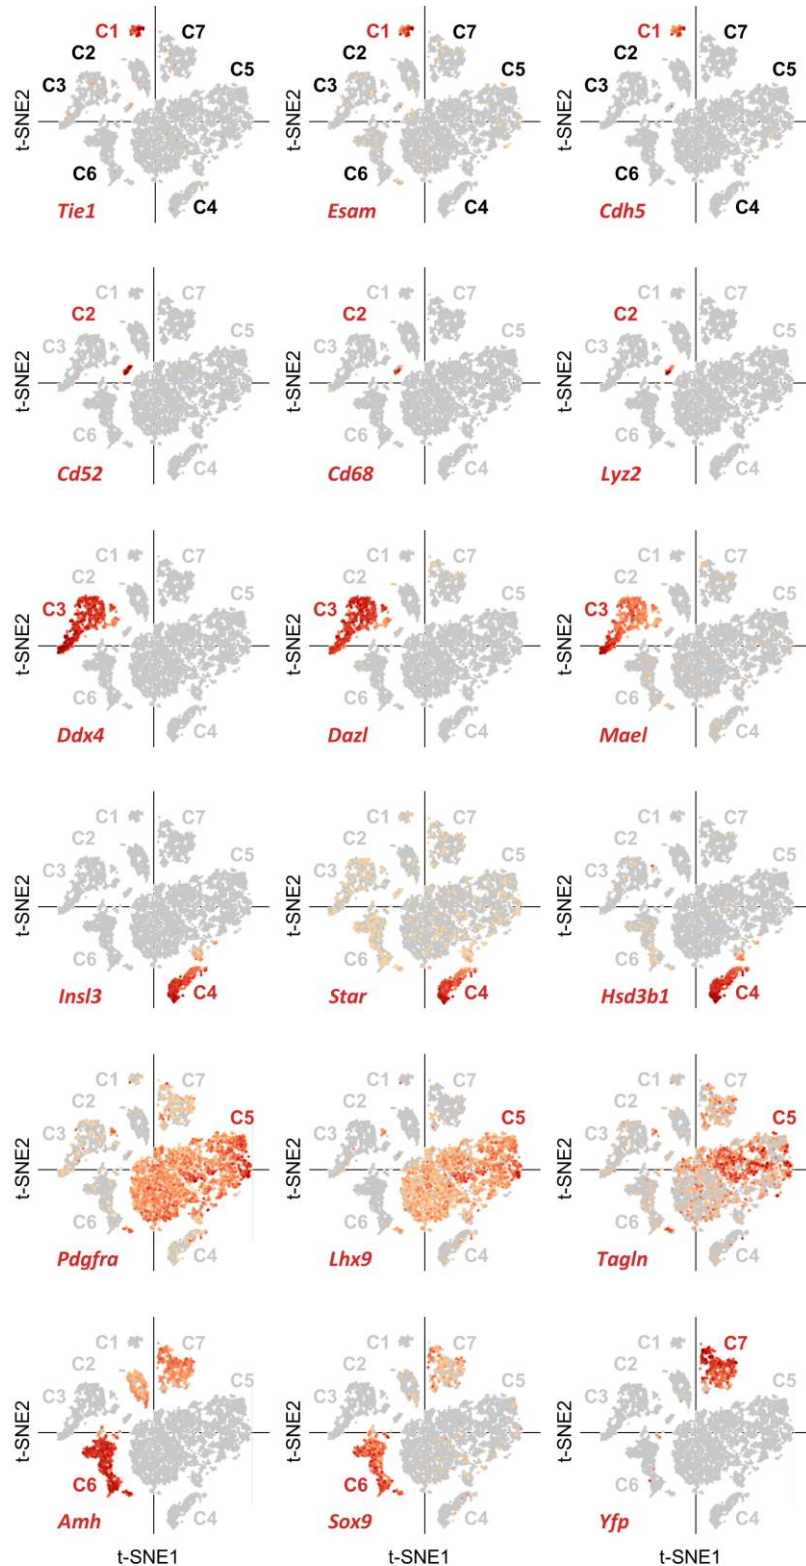 C1 C7 C2 C3 C5 t-SNE2 C6 Tie1 C4
C1 C7 C2 C3 C5 t-SNE2 C6 Esam C4
C1 C7 C2 C3 C5 t-SNE2 C6 Cdh5 C4
C1 C7 C2 C3 C5 t-SNE2 C6 Cd52 C4
C1 C7 C2 C3 C5 t-SNE2 C6 Cd68 C4
C1 C7 C2 C3 C5 t-SNE2 C6 Lyz2 C4
C1 C7 C2 C3 C5 t-SNE2 C6 Ddx4 C4
C1 C7 C2 C3 C5 t-SNE2 C6 Dazl C4
C1 C7 C2 C3 C5 t-SNE2 C6 Mael C4
C1 C7 C2 C3 C5 t-SNE2 C6 Insl3 C4
C1 C7 C2 C3 C5 t-SNE2 C6 Star C4
C1 C7 C2 C3 C5 t-SNE2 C6 Hsd3b1 C4
C1 C7 C2 C3 C5 t-SNE2 C6 Pdgfra C4
C1 C7 C2 C3 C5 t-SNE2 C6 Lhx9 C4
C1 C7 C2 C3 C5 t-SNE2 C6 Tagln C4
C1 C7 C2 C3 C5 t-SNE2 C6 Amh C4
C1 C7 C2 C3 C5 t-SNE2 C6 Sox9 C4
C1 C7 C2 C3 C5 t-SNE2 C6 Yfp C4
t-SNE1 t-SNE1 t-SNE1